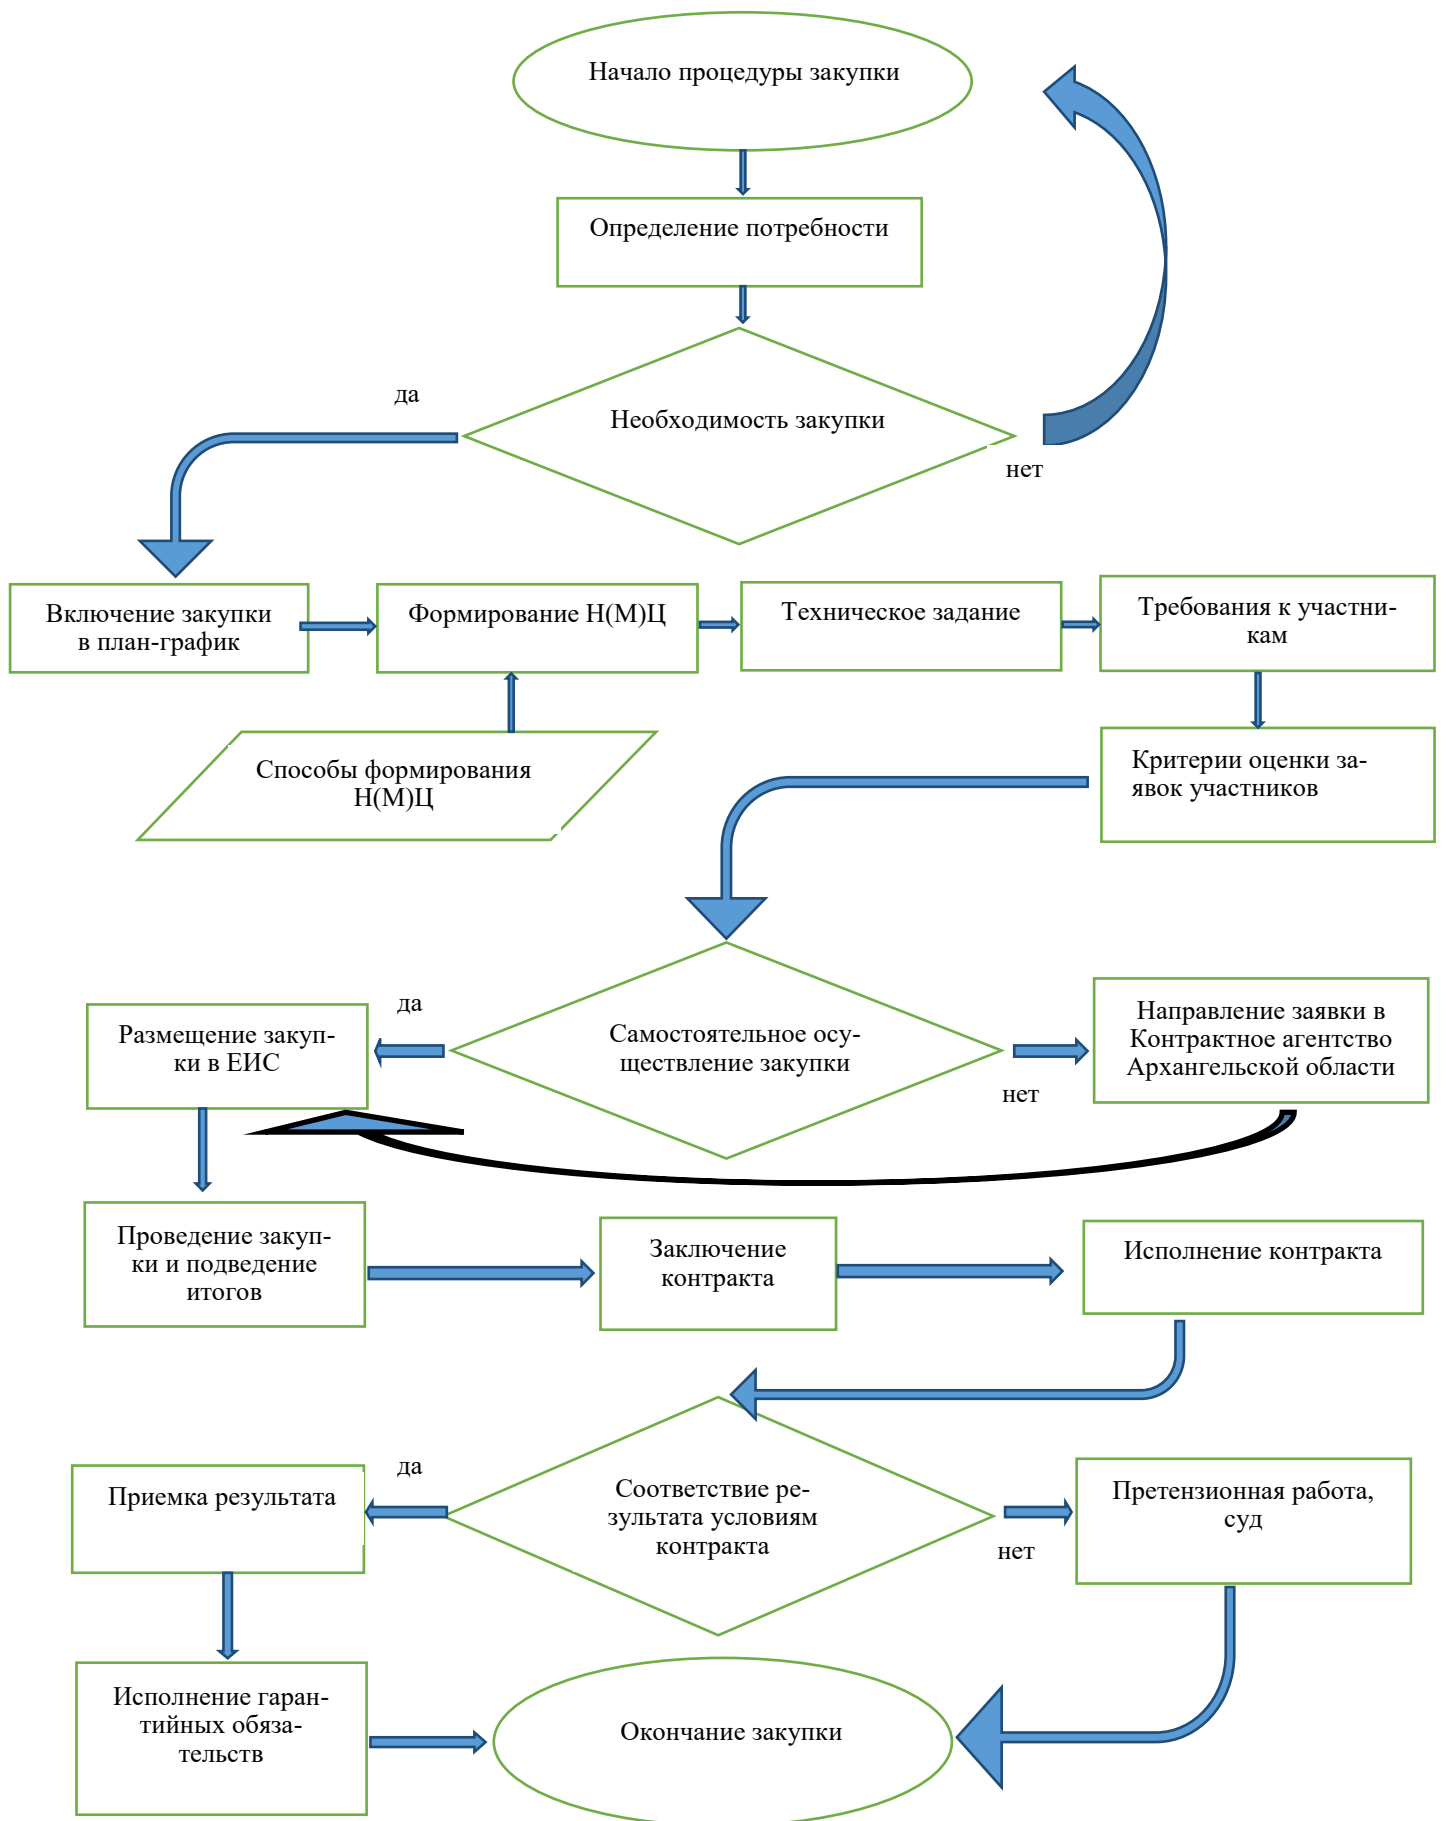 Начало процедуры закупки
Определение потребности
да
Необходимость закупки
нет
Включение закупки
в план-график
Формирование Н(М)Ц
Техническое задание
Требования к участни-
кам
Способы формирования
Н(М)Ц
Критерии оценки за-
явок участников
да
Размещение закуп-
ки в ЕИС
Самостоятельное осу-
ществление закупки
нет
Направление заявки в
Контрактное агентство
Архангельской области
Проведение закуп-
ки и подведение
итогов
Заключение
контракта
Исполнение контракта
да
Приемка результата
Соответствие ре-
зультата условиям
контракта
нет
Претензионная работа,
суд
Исполнение гаран-
тийных обяза-
тельств
Окончание закупки